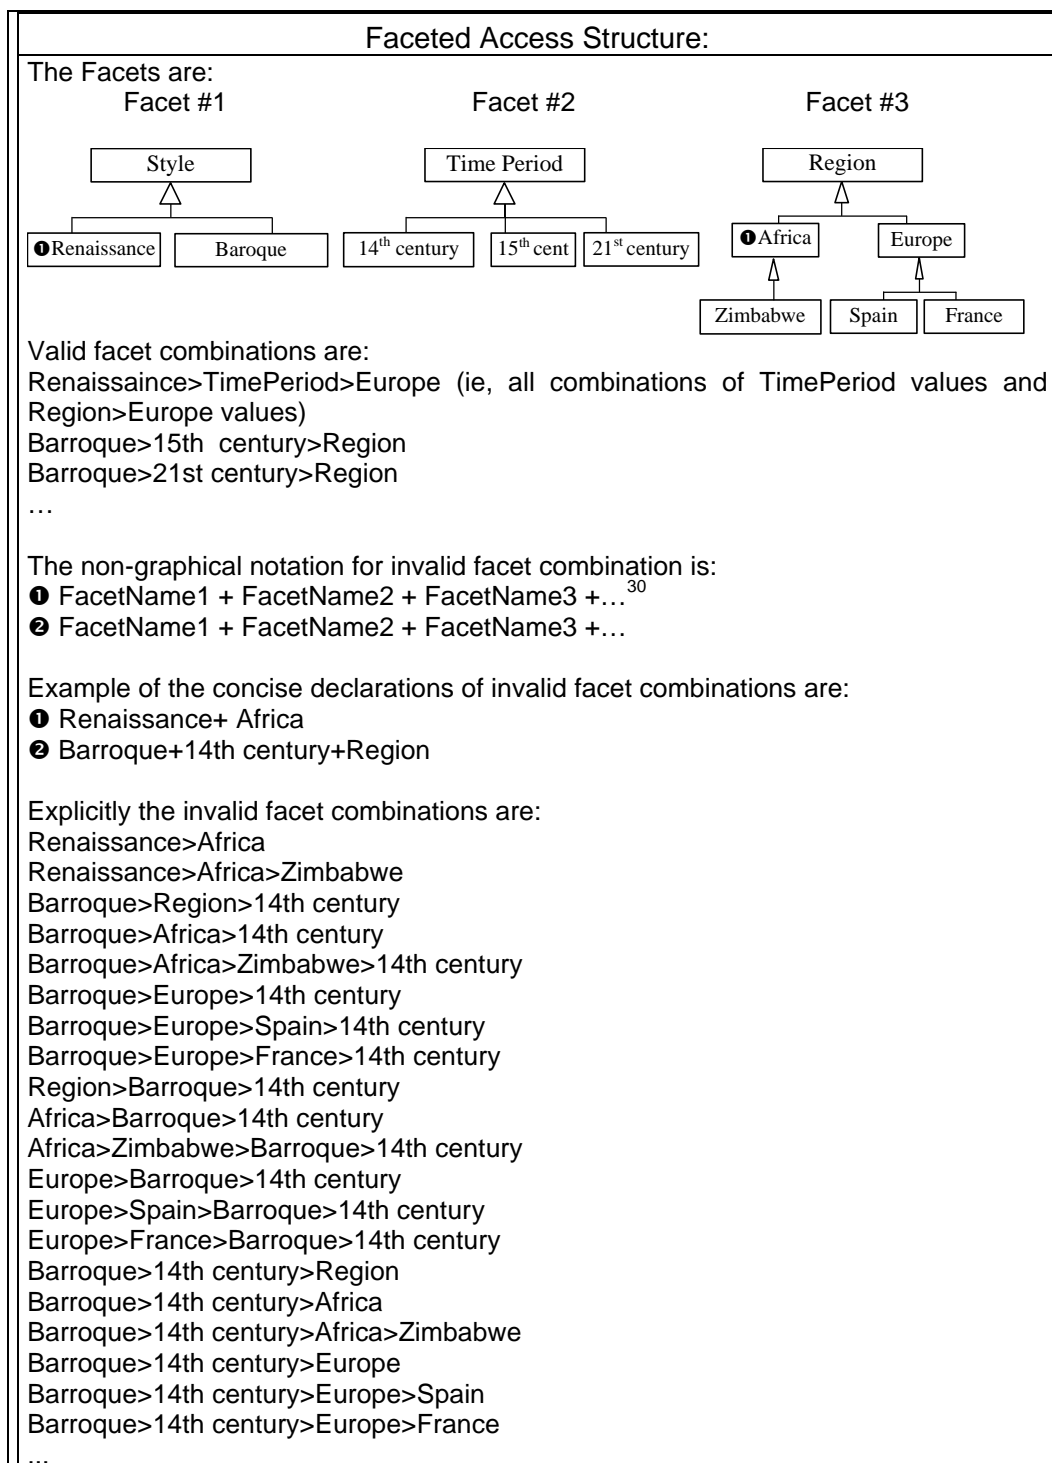 Faceted Access Structure:
The Facets are:
Facet #1 Facet #2 Facet #3
Style Time Period Region
❶Renaissance Baroque 14th century 15th cent 21st century ❶Africa Europe
Zimbabwe Spain France
Valid facet combinations are:
Renaissaince>TimePeriod>Europe (ie, all combinations of TimePeriod values and
Region>Europe values)
Barroque>15th century>Region
Barroque>21st century>Region
…
The non-graphical notation for invalid facet combination is:
❶ FacetName1 + FacetName2 + FacetName3 +…30
❷ FacetName1 + FacetName2 + FacetName3 +…
Example of the concise declarations of invalid facet combinations are:
❶ Renaissance+ Africa
❷ Barroque+14th century+Region
Explicitly the invalid facet combinations are:
Renaissance>Africa
Renaissance>Africa>Zimbabwe
Barroque>Region>14th century
Barroque>Africa>14th century
Barroque>Africa>Zimbabwe>14th century
Barroque>Europe>14th century
Barroque>Europe>Spain>14th century
Barroque>Europe>France>14th century
Region>Barroque>14th century
Africa>Barroque>14th century
Africa>Zimbabwe>Barroque>14th century
Europe>Barroque>14th century
Europe>Spain>Barroque>14th century
Europe>France>Barroque>14th century
Barroque>14th century>Region
Barroque>14th century>Africa
Barroque>14th century>Africa>Zimbabwe
Barroque>14th century>Europe
Barroque>14th century>Europe>Spain
Barroque>14th century>Europe>France
...